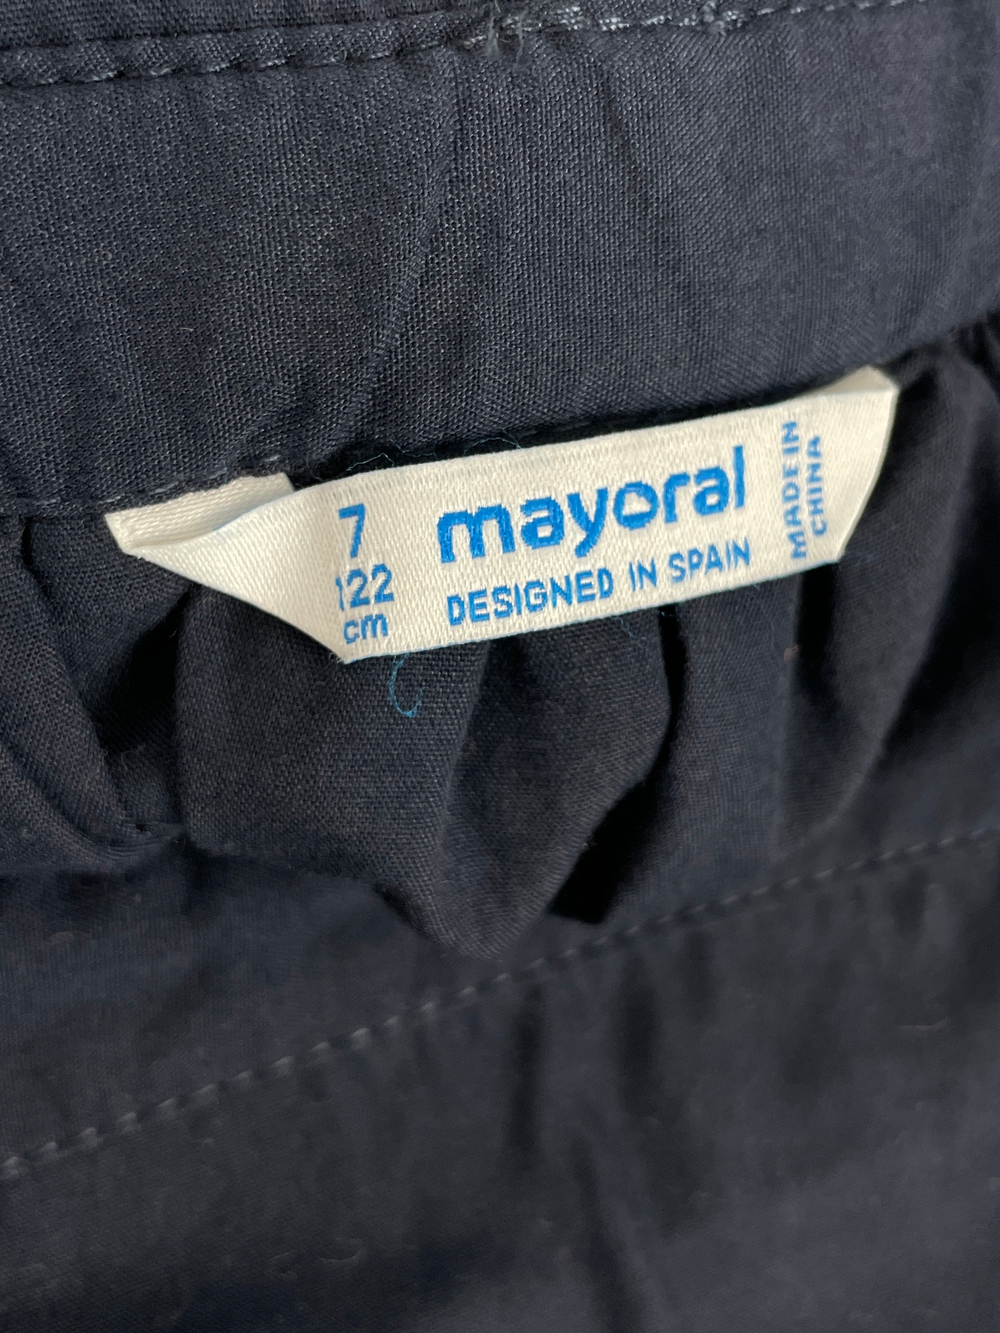 7
122
cm
mayoral
DESIGNED IN SPAIN
MADE IN
CHINA